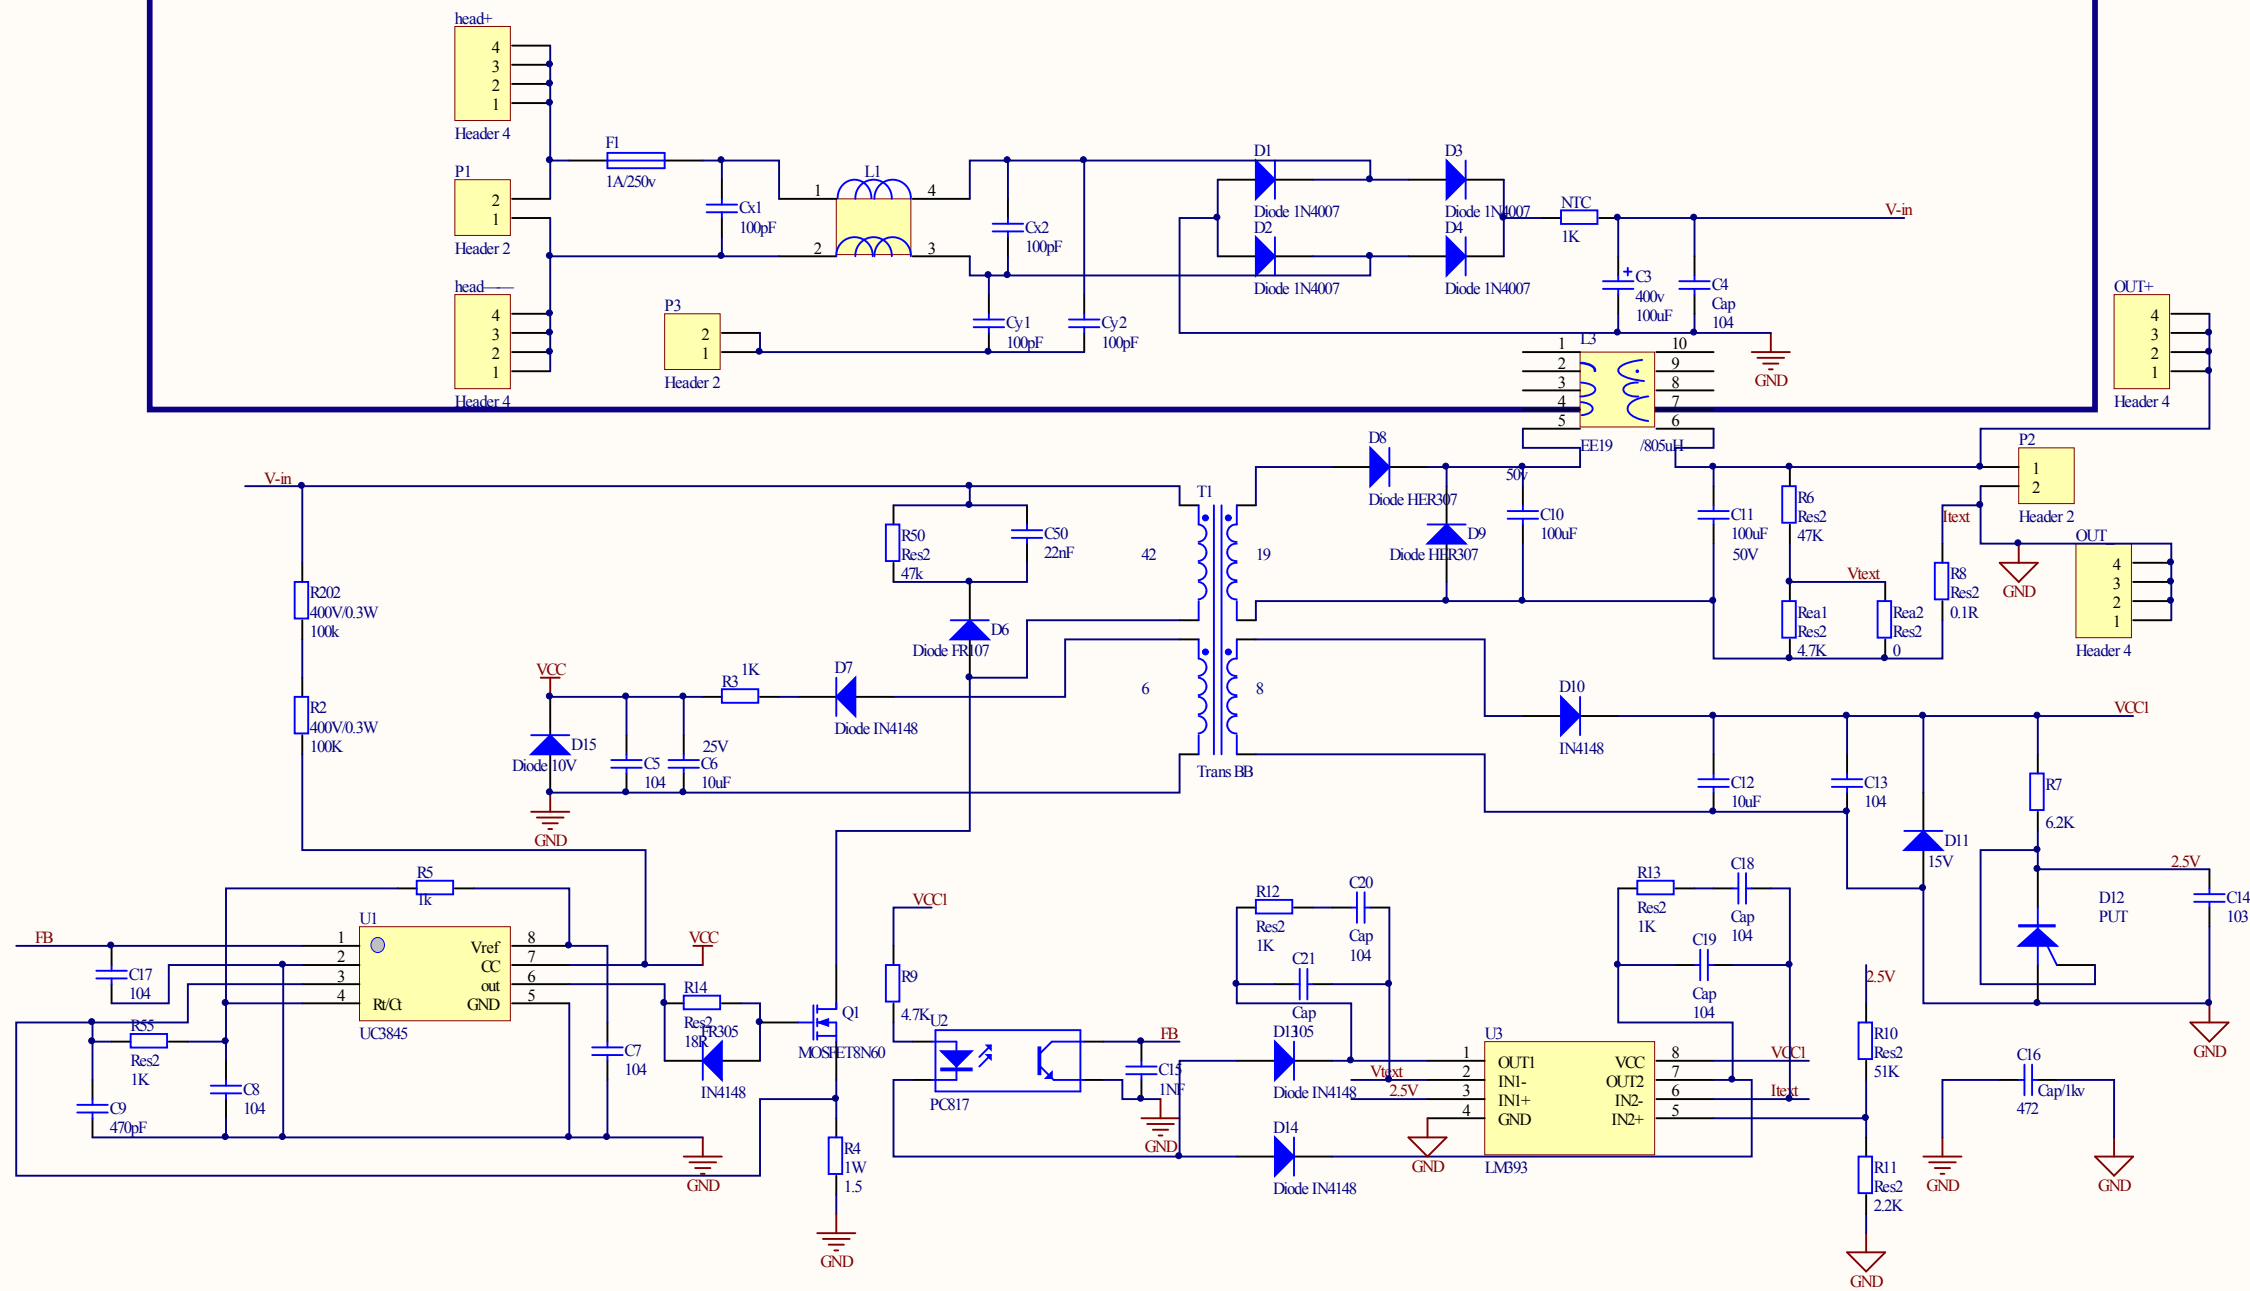 head+
4
3
2
1
Header 4
P1
2
1
Header 2
head——
4
3
2
1
Header 4
F1
1A/250v
Cx1
100pF
L1
1
4
2
3
Cx2
100pF
P3
2
1
Header 2
Cy1
100pF
Cy2
100pF
D1
Diode 1N4007
D2
Diode 1N4007
D3
Diode 1N4007
D4
Diode 1N4007
NTC
1K
V-in
C3
400v
100uF
C4
Cap
104
GND
L3
1
2
3
4
5
10
9
8
7
6
EE19
/805uH
OUT+
4
3
2
1
Header 4
P2
1
2
Header 2
Itext
OUT_
4
3
2
1
Header 4
GND
V-in
R202
400V/0.3W
100k
R2
400V/0.3W
100K
R50
Res2
47k
C50
22nF
D6
Diode FR107
T1
42
19
6
8
Trans BB
D8
Diode HER307
D9
Diode HER307
50v
C10
100uF
C11
100uF
50V
R6
Res2
47K
Vtext
Rea1
Res2
4.7K
Rea2
Res2
0
R8
Res2
0.1R
VCC
D15
Diode 10V
C5
104
25V
C6
10uF
R3
1K
D7
Diode IN4148
GND
D10
IN4148
VCC1
C12
10uF
C13
104
D11
15V
R7
6.2K
2.5V
D12
PUT
C14
103
GND
R5
1k
U1
FB
1
2
3
4
Rt/Ct
Vref
CC
out
GND
8
7
6
5
UC3845
VCC
C17
104
R55
Res2
1K
C9
470pF
C8
104
C7
104
R14
Res2
18R
FR305
IN4148
GND
Q1
MOSFET8N60
R4
1W
1.5
GND
VCC1
R9
4.7K
U2
PC817
FB
C15
1NF
GND
R12
Res2
1K
C20
Cap
104
C21
Cap
105
D13
Diode IN4148
D14
Diode IN4148
Vtext
2.5V
GND
U3
1
2
3
4
OUT1
IN1-
IN1+
GND
VCC
OUT2
IN2-
IN2+
8
7
6
5
LM393
VCC1
Itext
R13
Res2
1K
C18
Cap
104
C19
Cap
104
2.5V
R10
Res2
51K
R11
Res2
2.2K
GND
C16
Cap/1kv
472
GND
GND